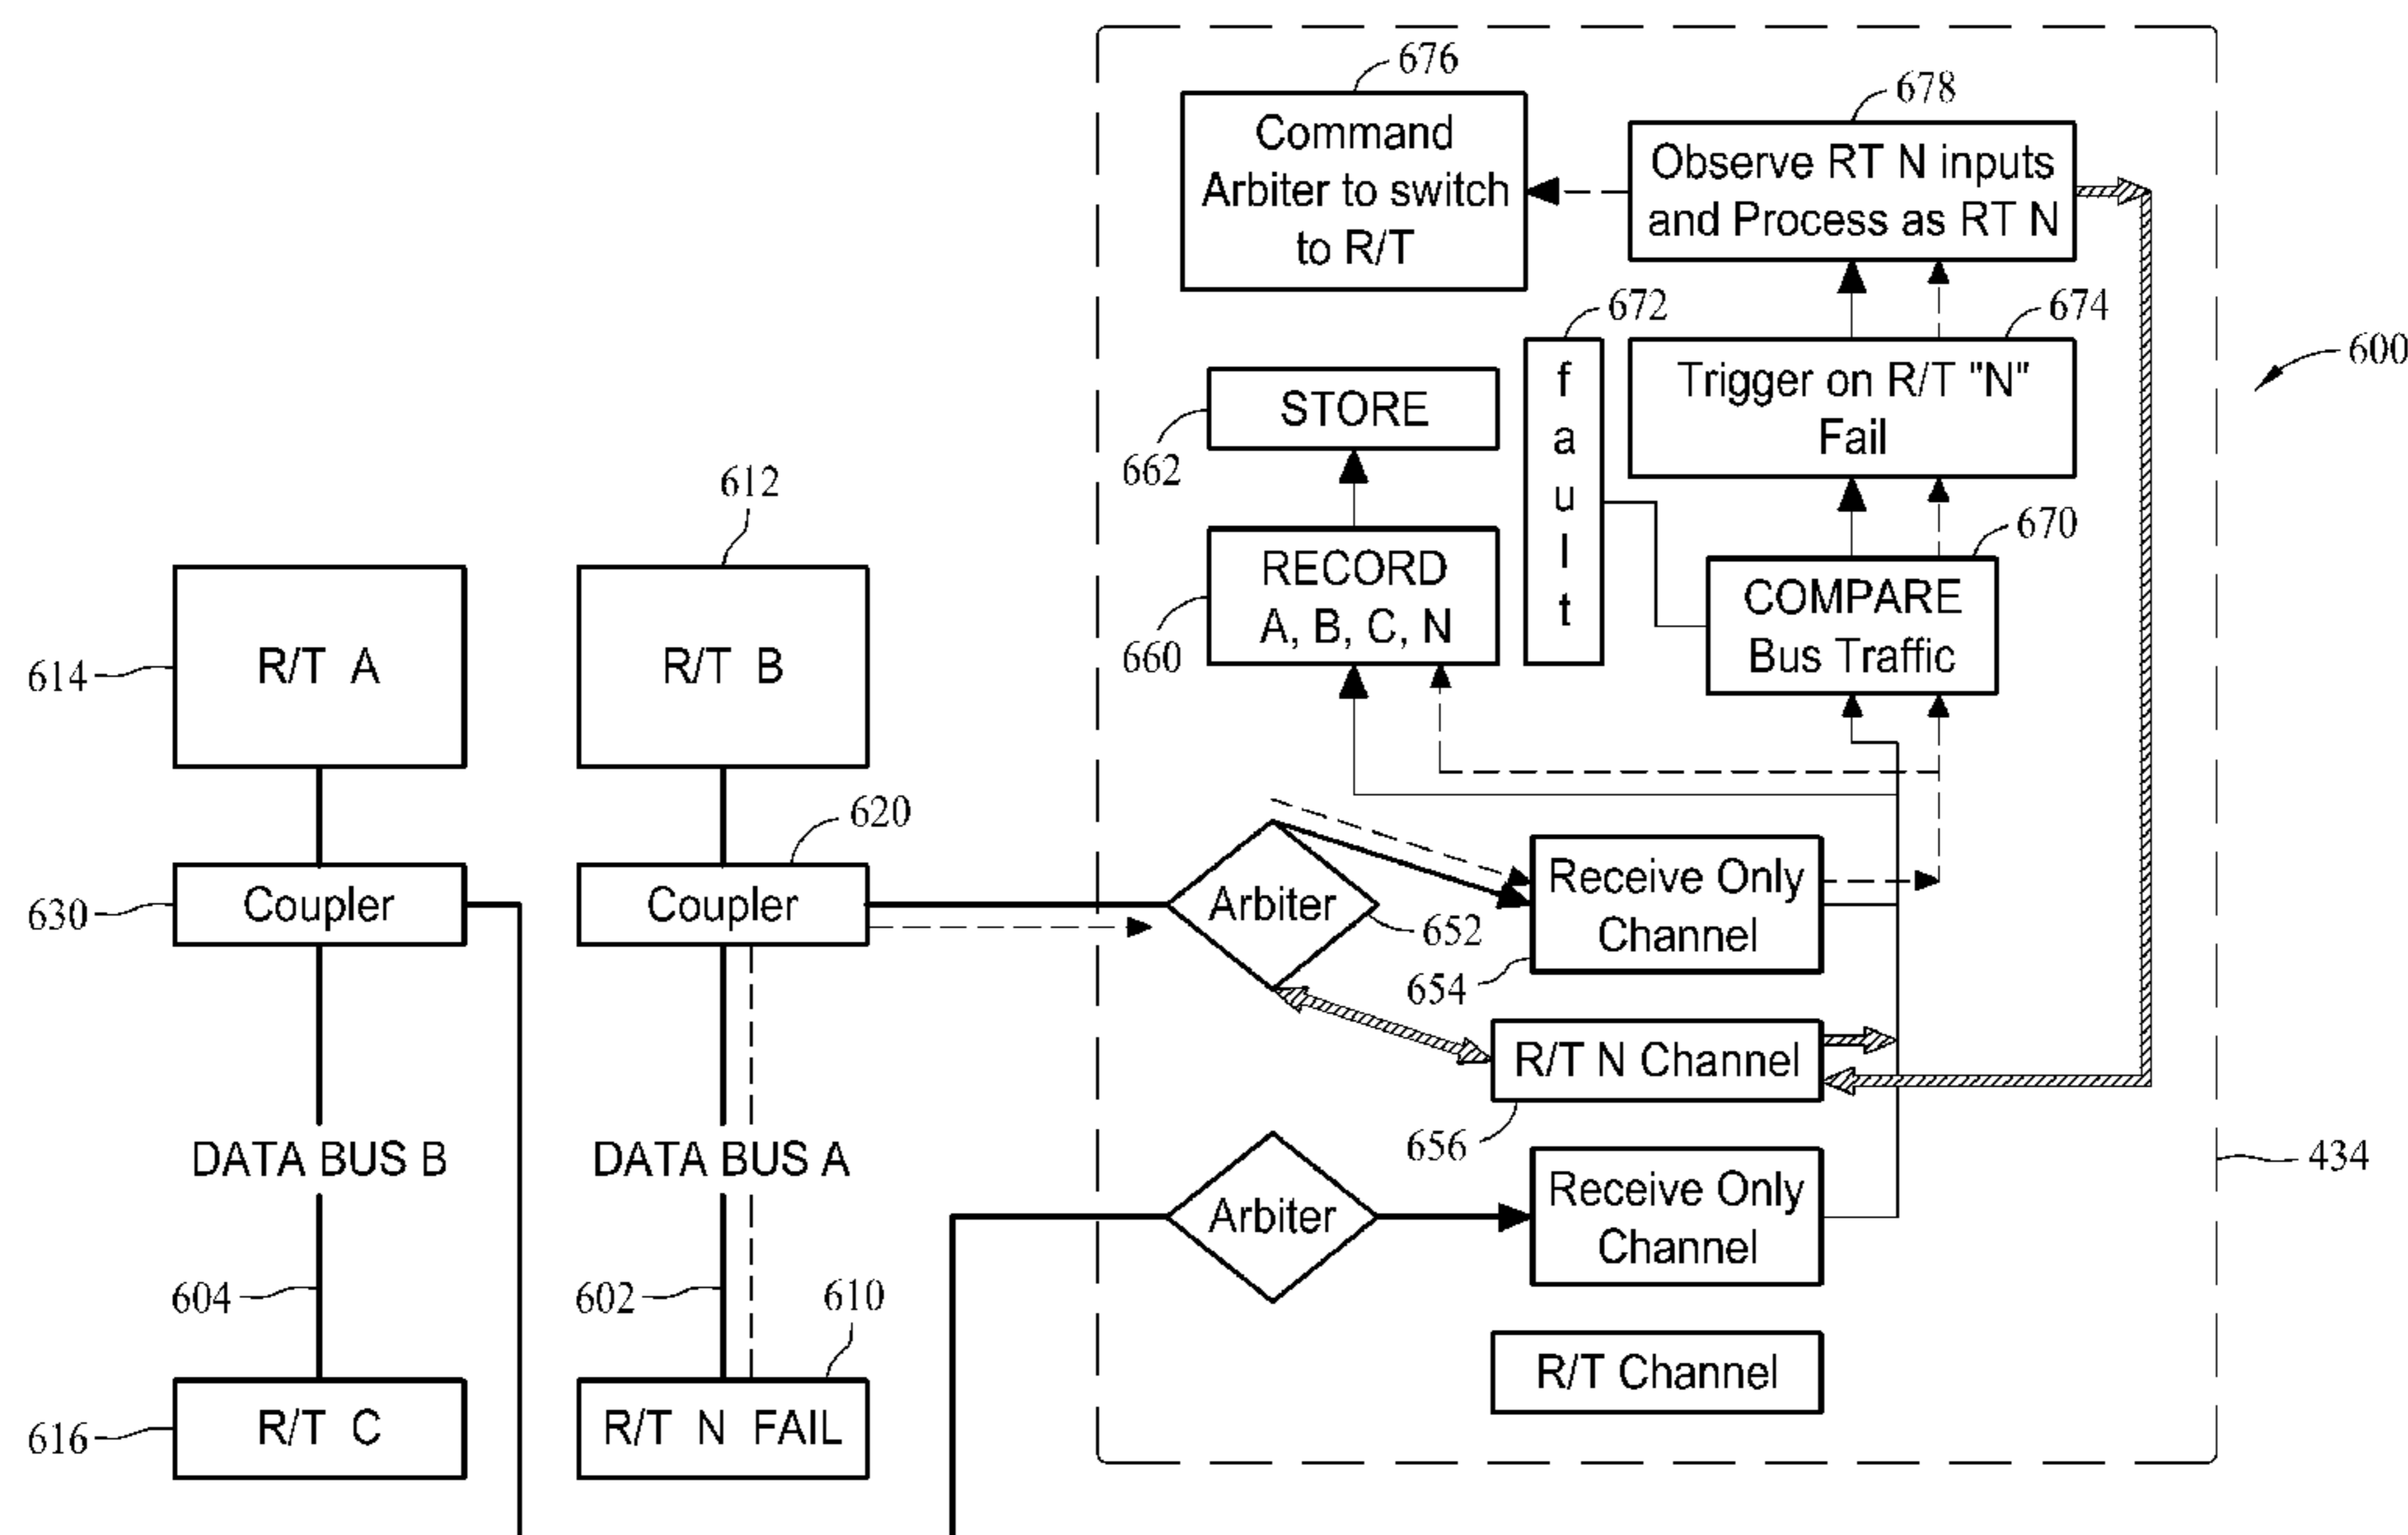 676
678
Command
Arbiter to switch
to R/T
Observe RT N inputs
and Process as RT N
672
674
600
f
a
u
l
t
Trigger on R/T "N"
Fail
STORE
662
612
670
RECORD
A, B, C, N
660
COMPARE
Bus Traffic
614
R/T A
R/T B
620
630
Coupler
Coupler
Arbiter
652
Receive Only
Channel
654
R/T N Channel
656
DATA BUS B
DATA BUS A
434
Arbiter
Receive Only
Channel
604
602
610
R/T Channel
616
R/T C
R/T N FAIL